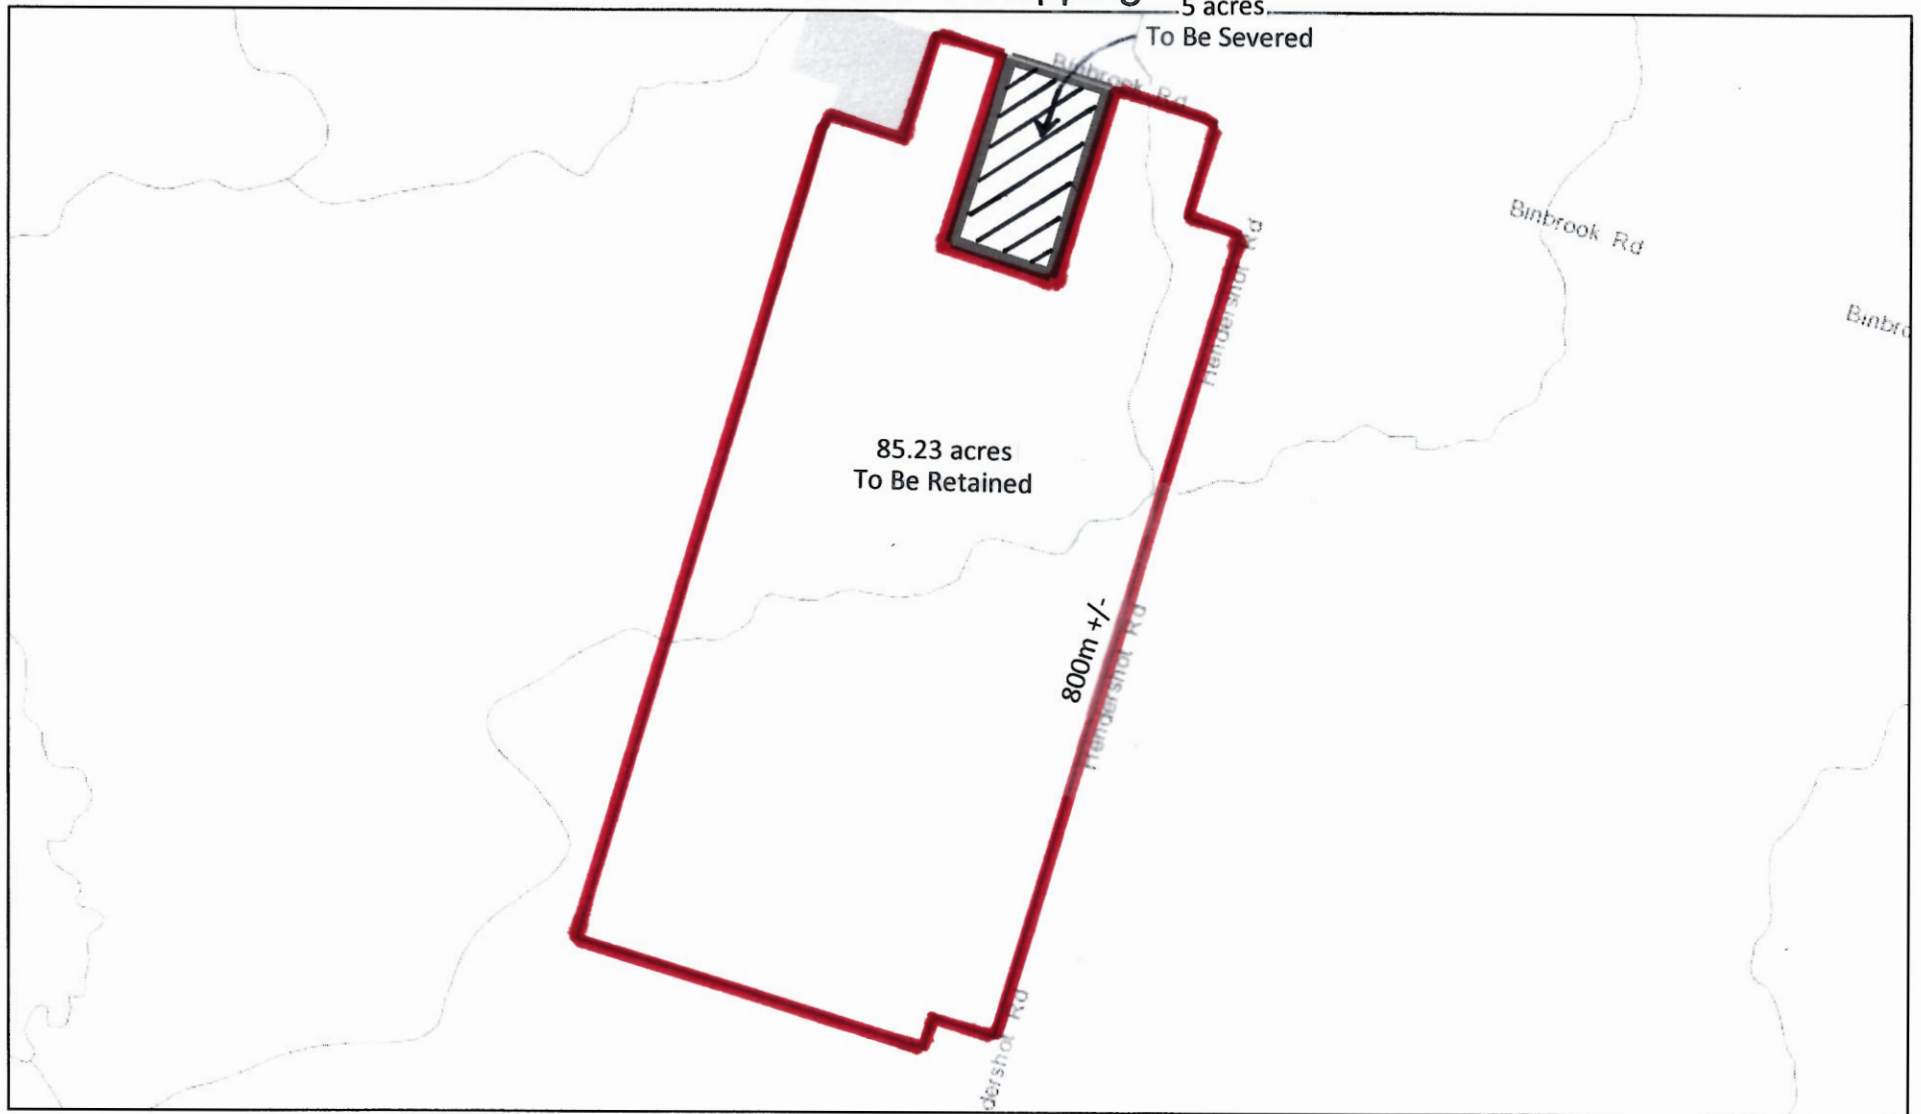 5 acres
To Be Severed
Binbrook Rd
Binbrook Rd
Hendershot Rd
85.23 acres
To Be Retained
800m +/-
Hendershot Rd